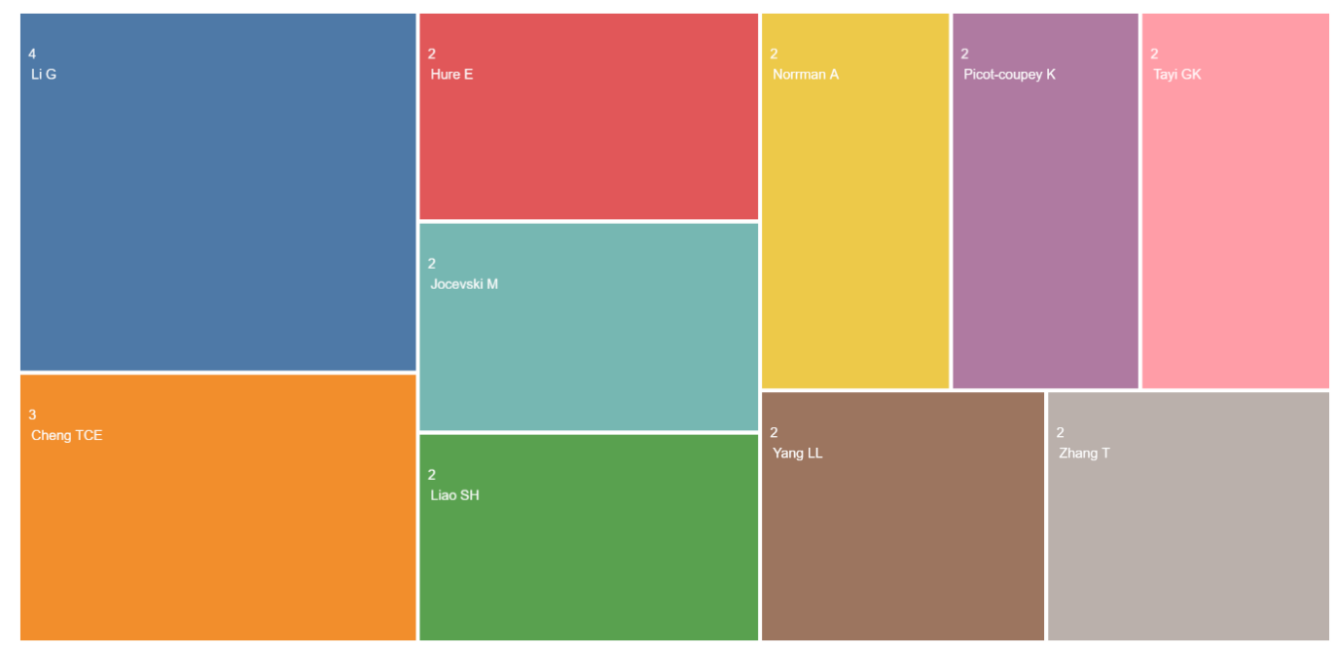 4
Li G
3
Cheng TCE
2
Hure E
2
Jocevski M
2
Liao SH
2
Norrman A
2
Picot-coupey K
2
Tayi GK
2
Yang LL
2
Zhang T